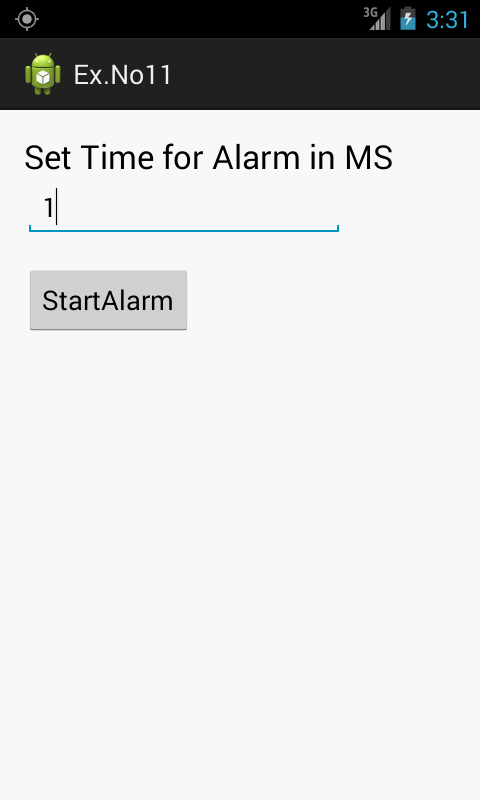 3G 3:31
Ex.No11
Set Time for Alarm in MS
1
StartAlarm